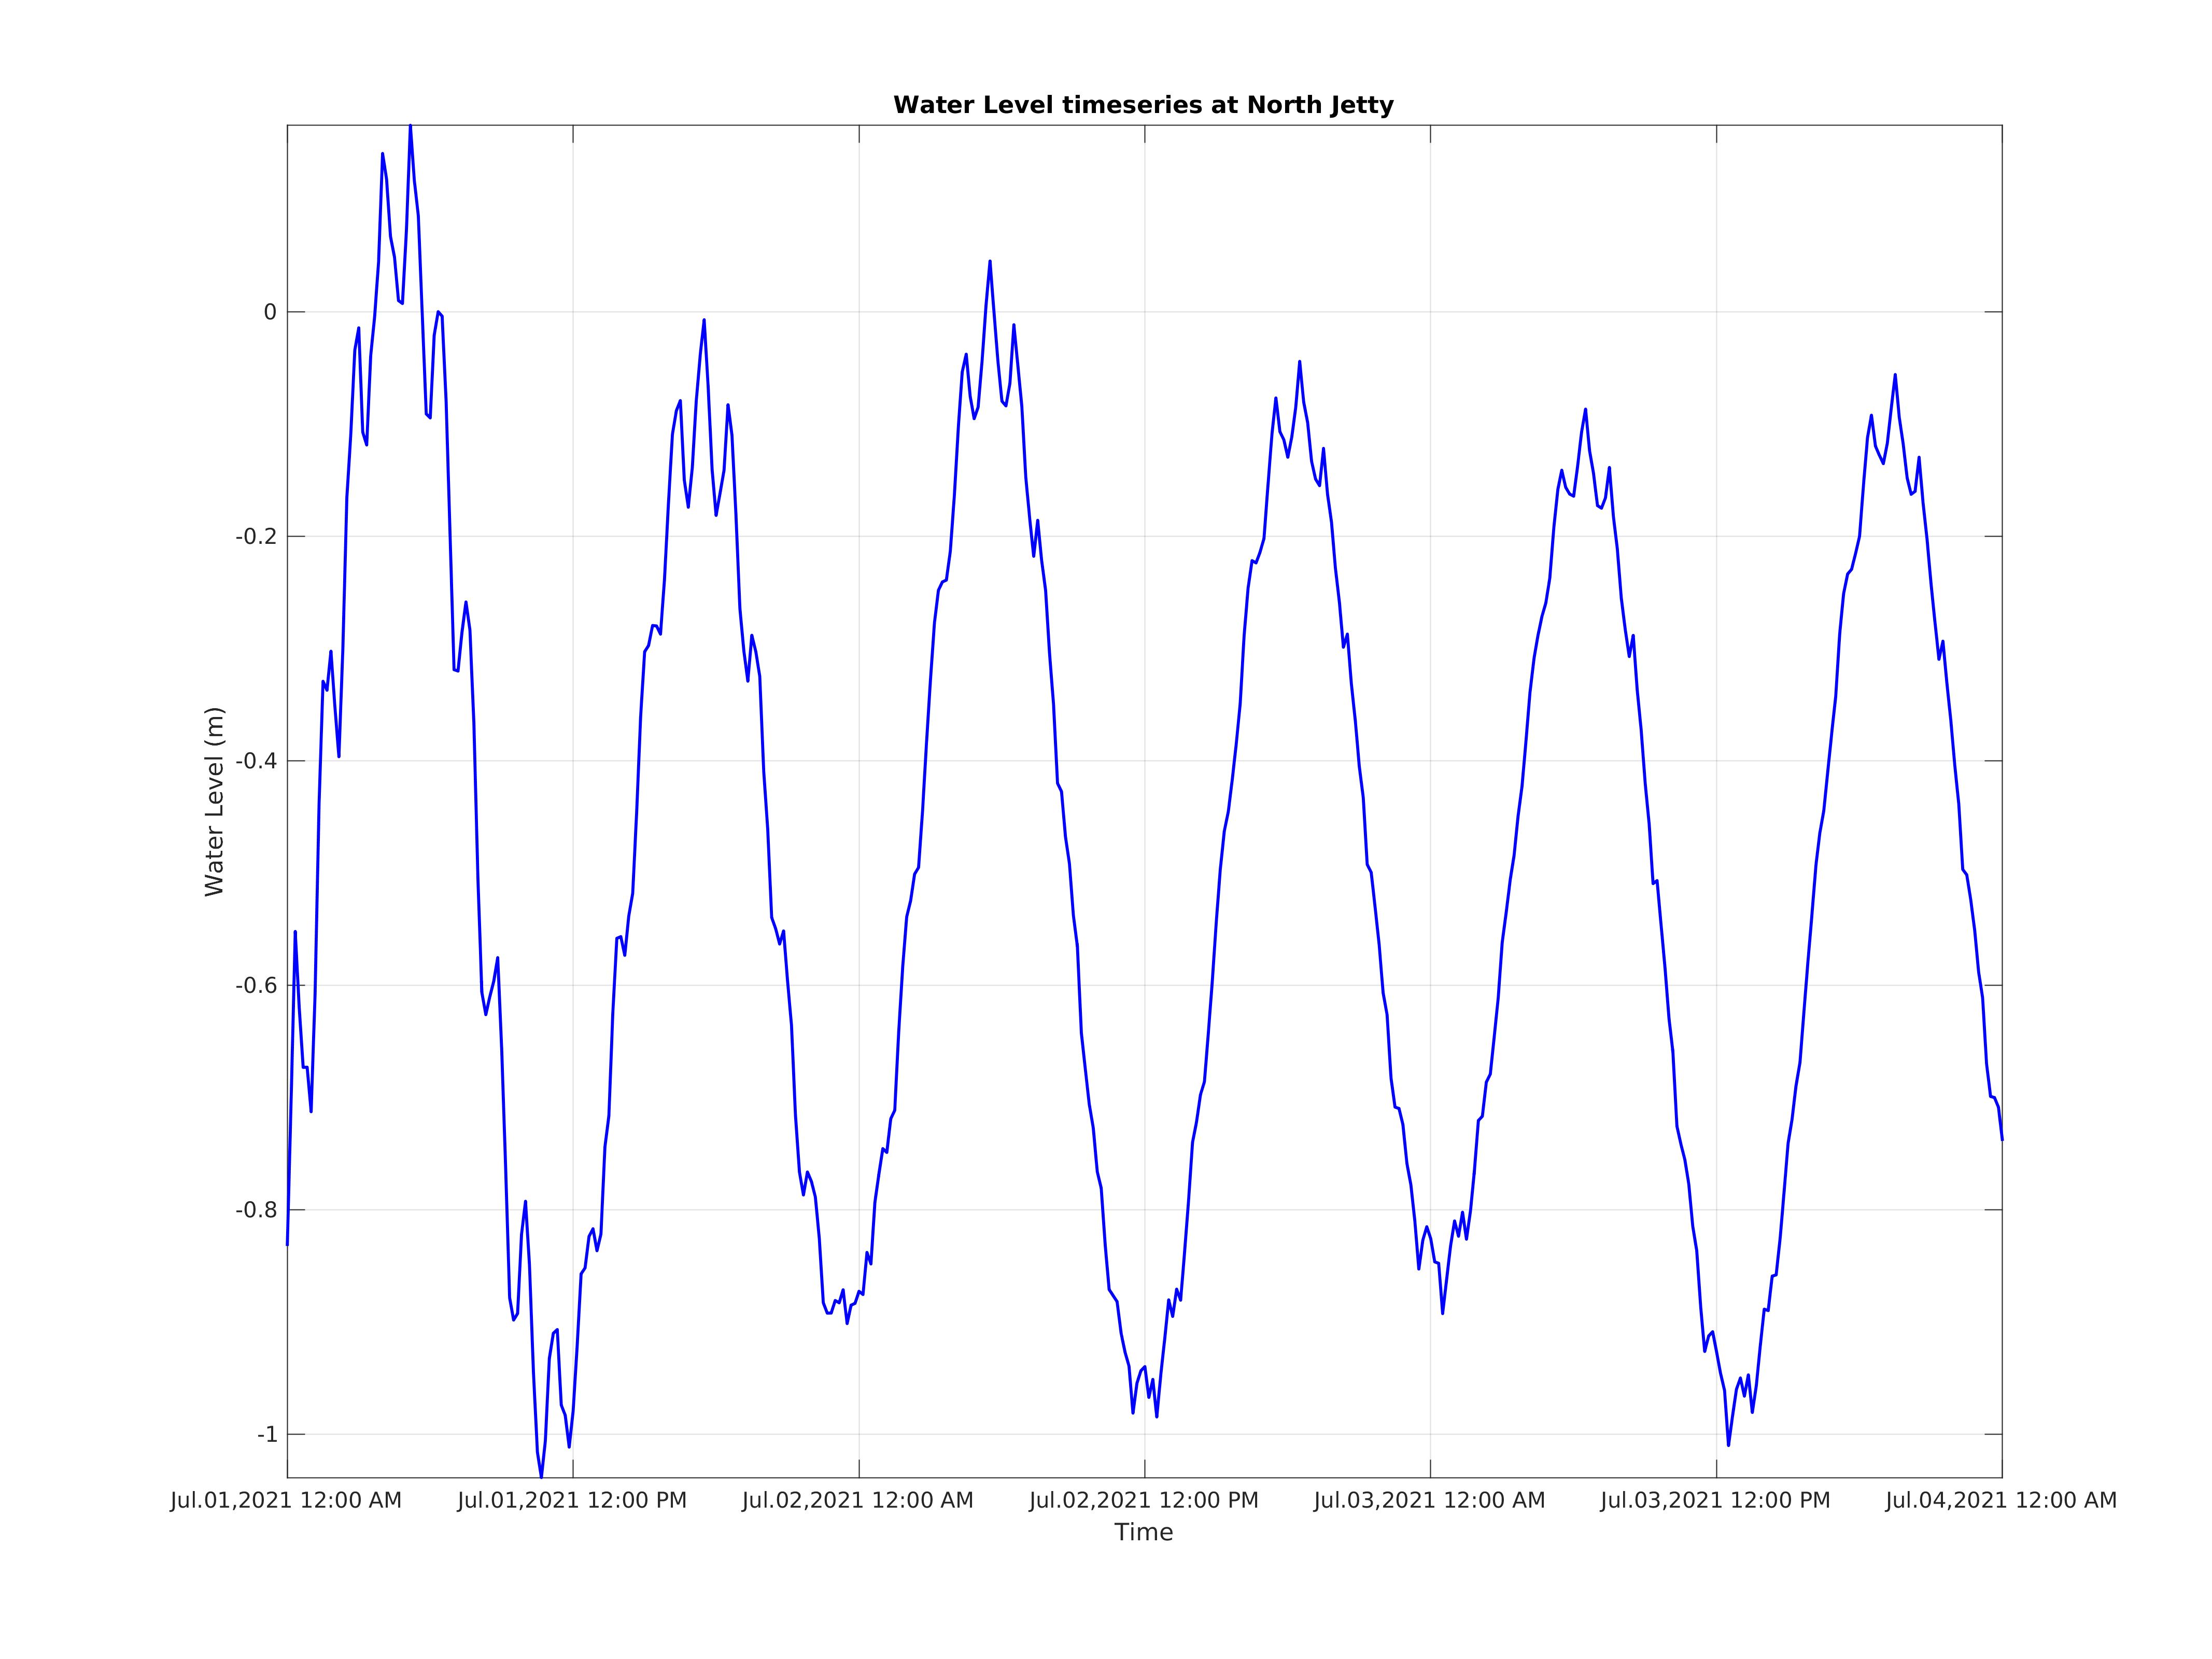 Water Level timeseries at North Jetty
0
-0.2
-0.4
-0.6
-0.8
-1
Water Level (m)
Jul.01,2021 12:00 AM
Jul.01,2021 12:00 PM
Jul.02,2021 12:00 AM
Jul.02,2021 12:00 PM
Jul.03,2021 12:00 AM
Jul.03,2021 12:00 PM
Jul.04,2021 12:00 AM
Time